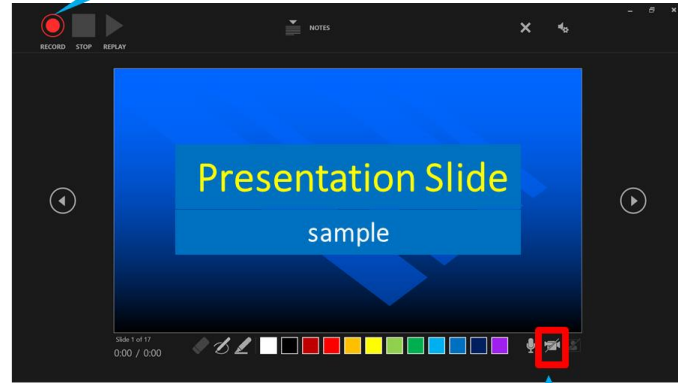 RECORD STOP REPLAY
NOTES
Presentation Slide
sample
Slide 1 of 17
0:00 / 0:00